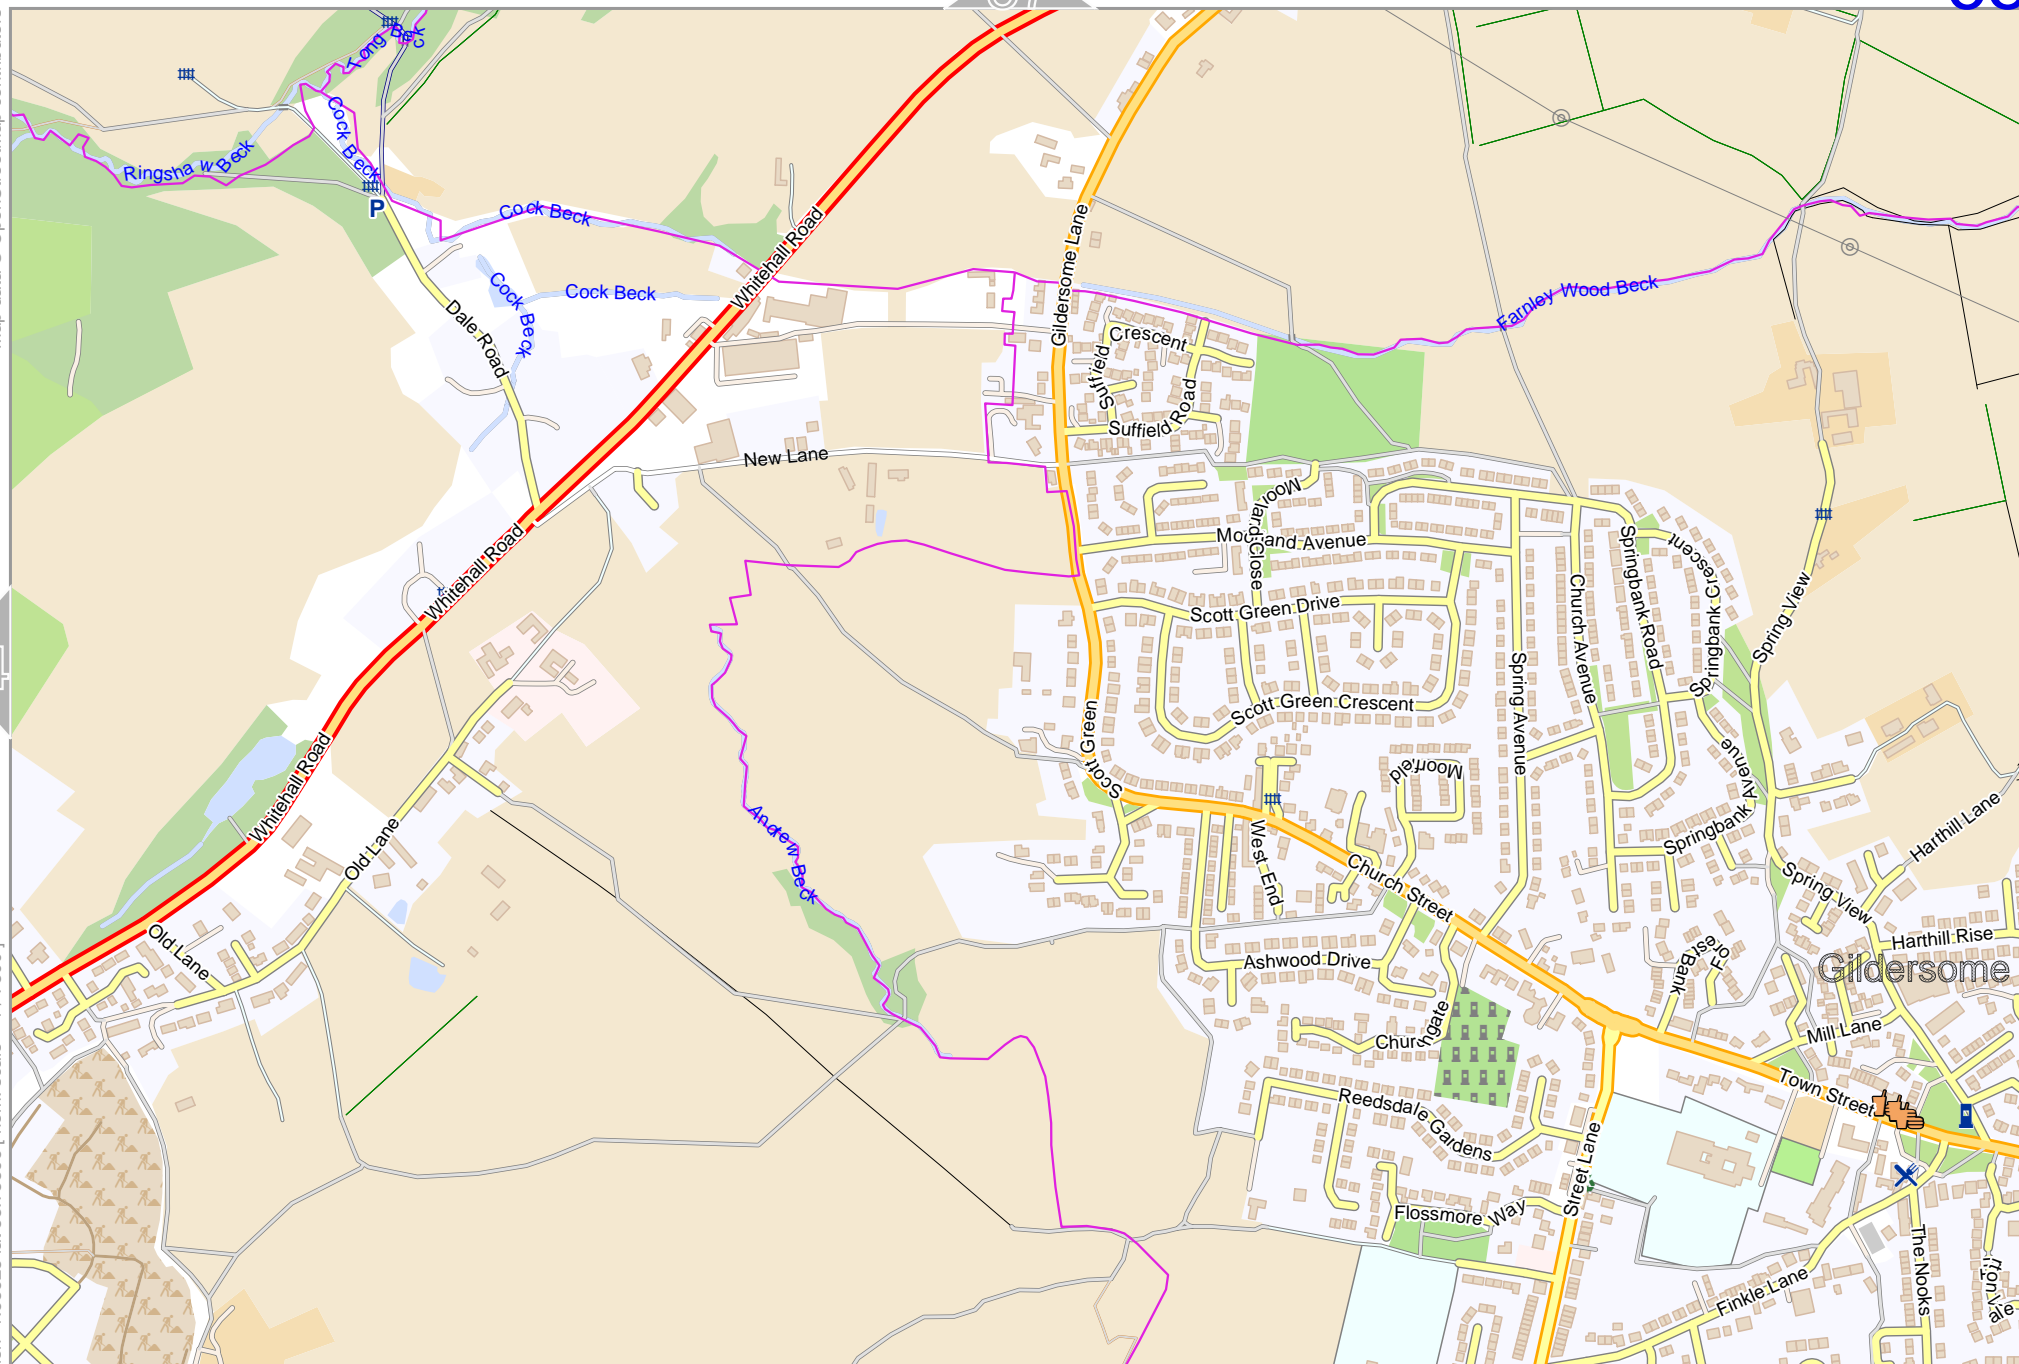 Tong Beck
Cock Beck
Ringshaw Beck
P
Cock Beck
Cock Beck
Cock Beck
Dale Road
Whitehall Road
Gildersome Lane
Farnley Wood Beck
Suffield Crescent
Suffield Road
New Lane
Moorland Close
Moorland Avenue
Whitehall Road
Scott Green Drive
Church Avenue
Springbank Road
Springbank Crescent
Spring View
Spring Avenue
Scott Green Crescent
Scott Green
Whitehall Road
Moorfield
Springbank Avenue
Harthill Lane
Old Lane
Andrew Beck
West End
Church Street
Spring View
Old Lane
Ashwood Drive
Forest Bank
Harthill Rise
Gildersome
Churchgate
Mill Lane
Town Street
Reedsdale Gardens
Street Lane
Flossmore Way
Finkle Lane
The Nooks